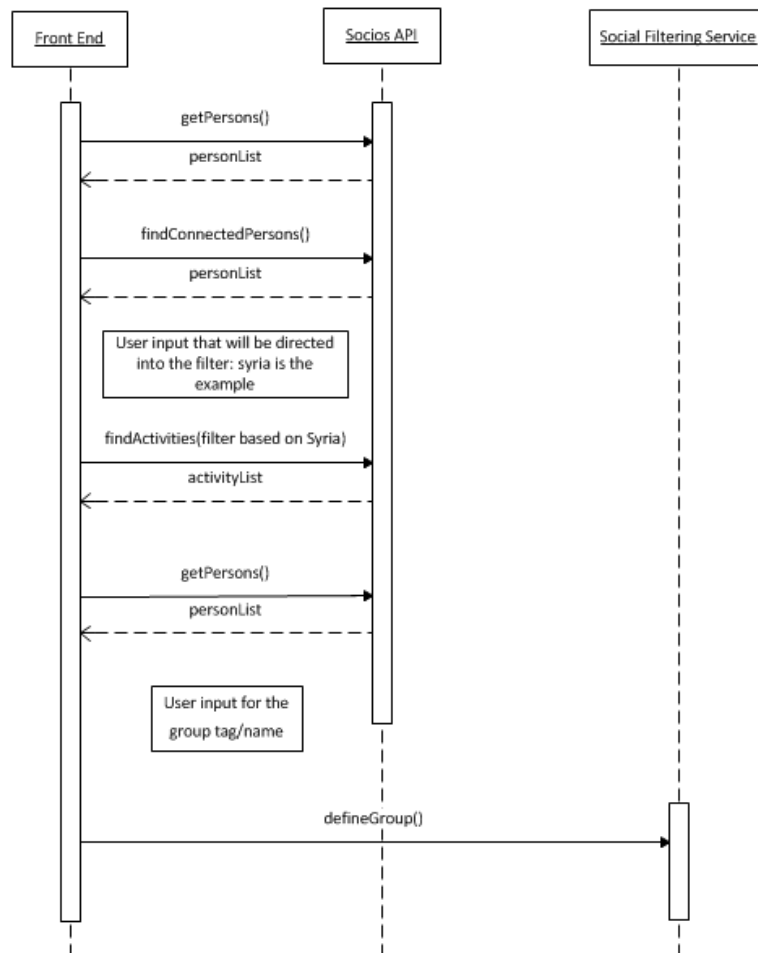 Front End
Socios API
Social Filtering Service
getPersons()
personList
findConnectedPersons()
personList
User input that will be directed
into the filter: syria is the
example
findActivities(filter based on Syria)
activityList
getPersons()
personList
User input for the
group tag/name
defineGroup()